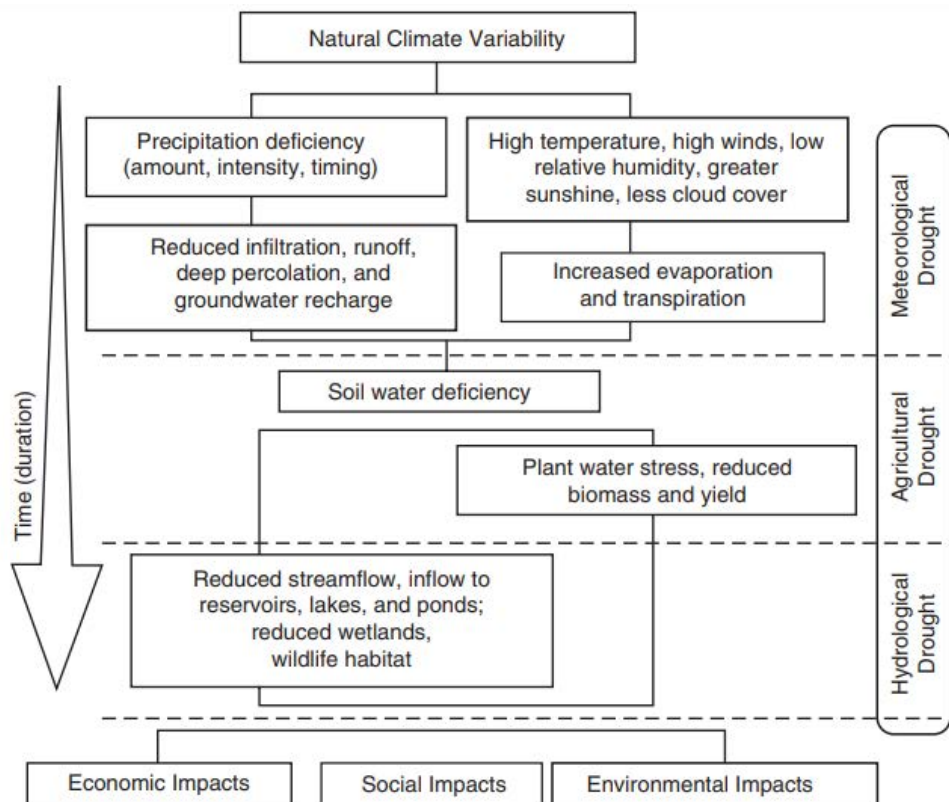 Natural Climate Variability
Precipitation deficiency
(amount, intensity, timing)
High temperature, high winds, low
relative humidity, greater
sunshine, less cloud cover
Reduced infiltration, runoff,
deep percolation, and
groundwater recharge
Increased evaporation
and transpiration
Meteorological
Drought
Time (duration)
Soil water deficiency
Plant water stress, reduced
biomass and yield
Agricultural
Drought
Reduced streamflow, inflow to
reservoirs, lakes, and ponds;
reduced wetlands,
wildlife habitat
Hydrological
Drought
Economic Impacts
Social Impacts
Environmental Impacts